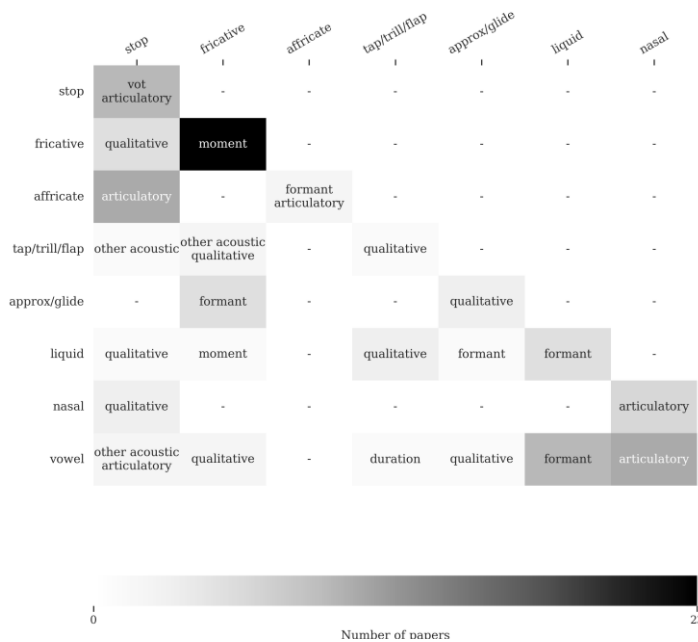 stop fricative affricate tap/trill/flap approx/glide liquid nasal
stop vot articulatory - - - - - -
fricative qualitative moment - - - - -
affricate articulatory - formant articulatory - - - -
tap/trill/flap other acoustic other acoustic qualitative - qualitative - - -
approx/glide - formant - - qualitative - -
liquid qualitative moment - qualitative formant formant -
nasal qualitative - - - - - articulatory
vowel other acoustic articulatory qualitative - duration qualitative formant articulatory
0
Number of papers